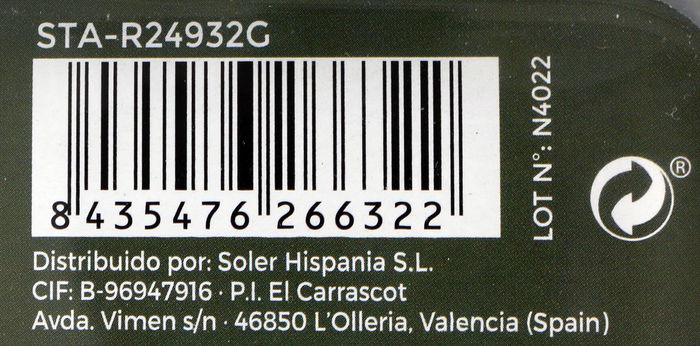 STA-R24932G
8 435476 266322
LOT Nº: N4022
®
Distribuido por: Soler Hispania S.L.
CIF: B-96947916 · P.I. El Carrascot
Avda. Vimen s/n · 46850 L'Olleria, Valencia (Spain)